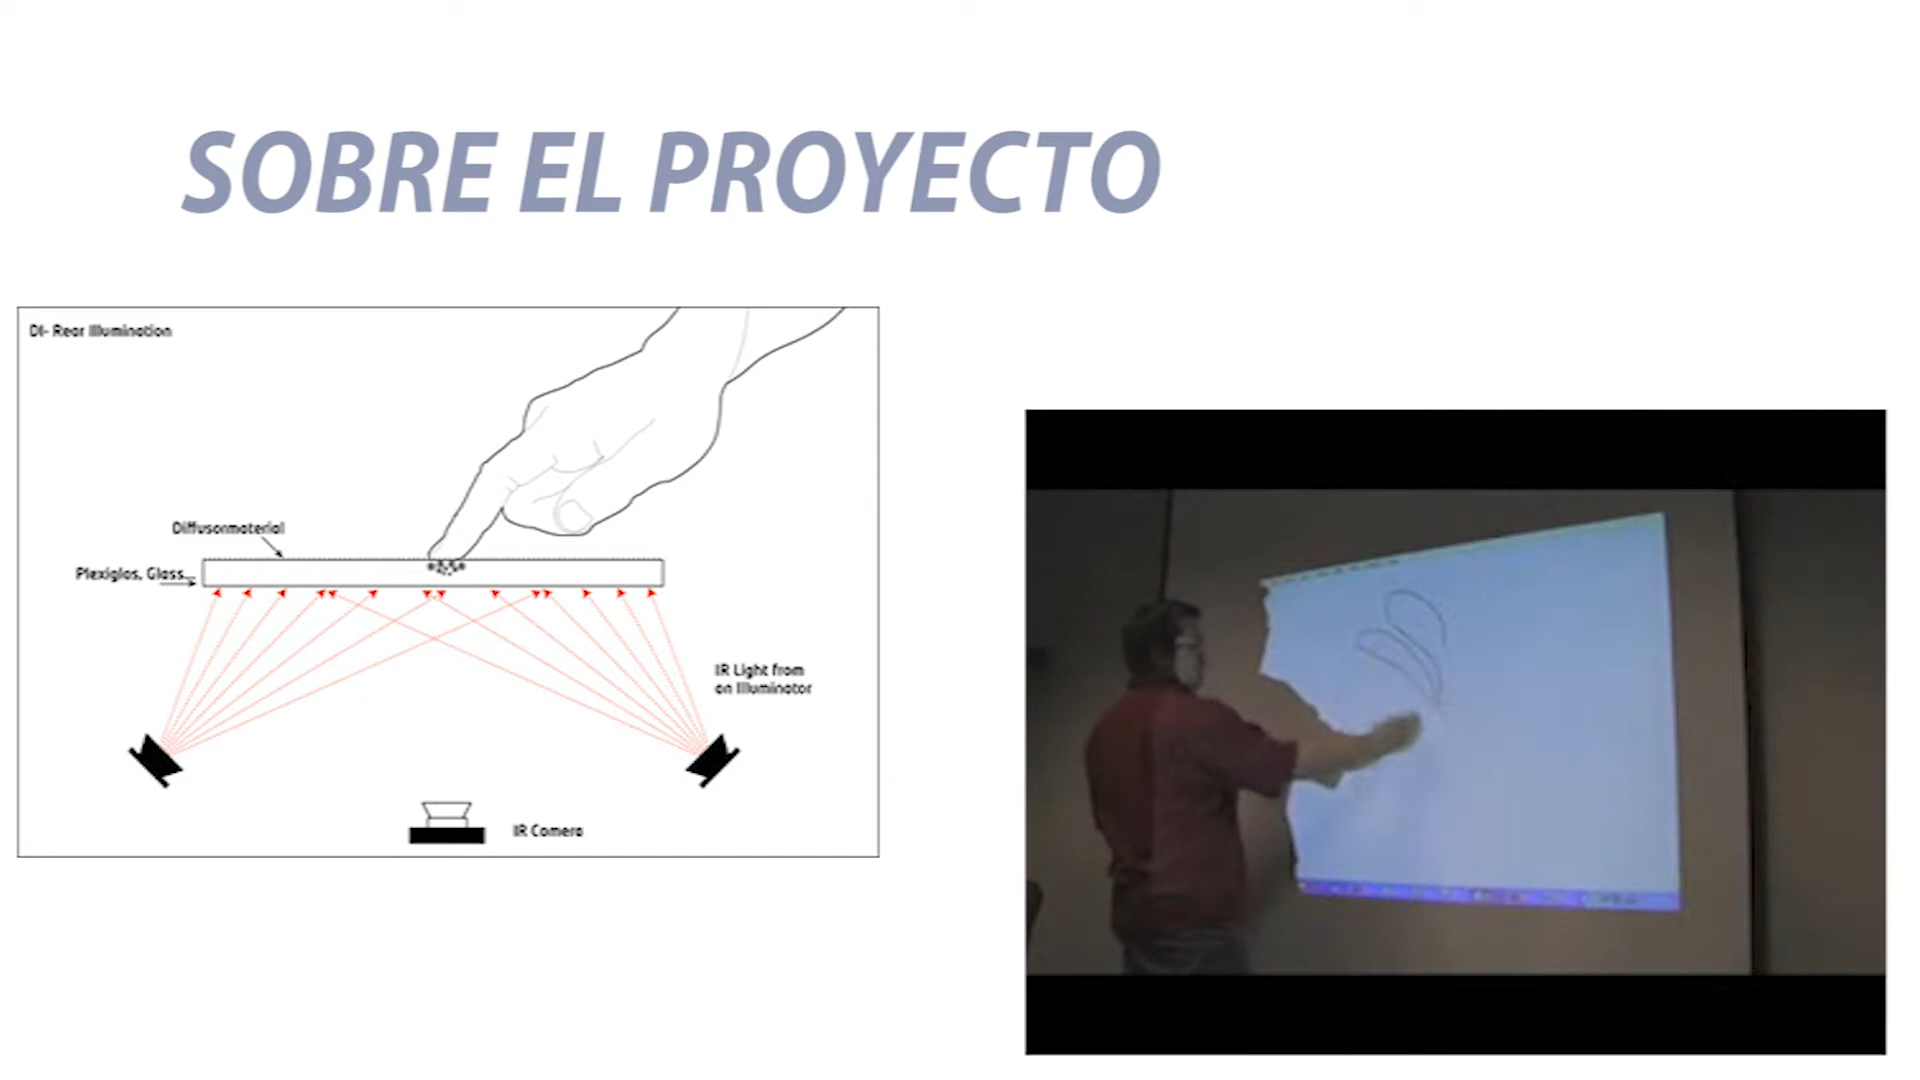 SOBRE EL PROYECTO
DI- Rear Illumination
Diffusormaterial
Plexiglas, Glass...
IR Light from
an Illuminator
IR Camera